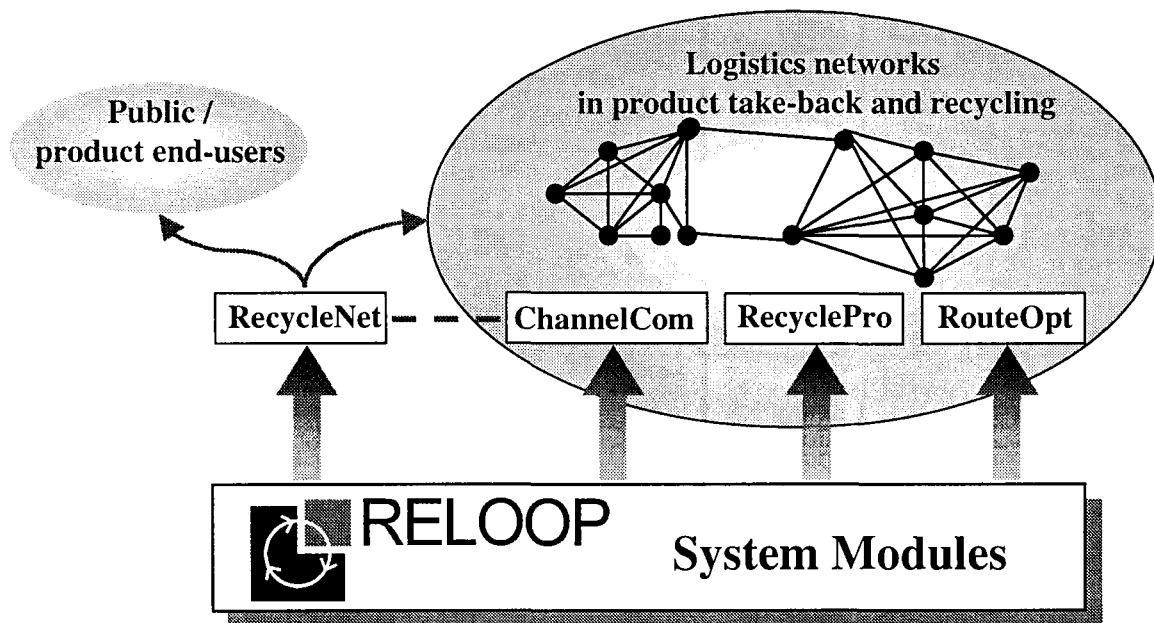 Logistics networks
in product take-back and recycling
Public /
product end-users
RecycleNet
ChannelCom
RecyclePro
RouteOpt
RELOOP
System Modules